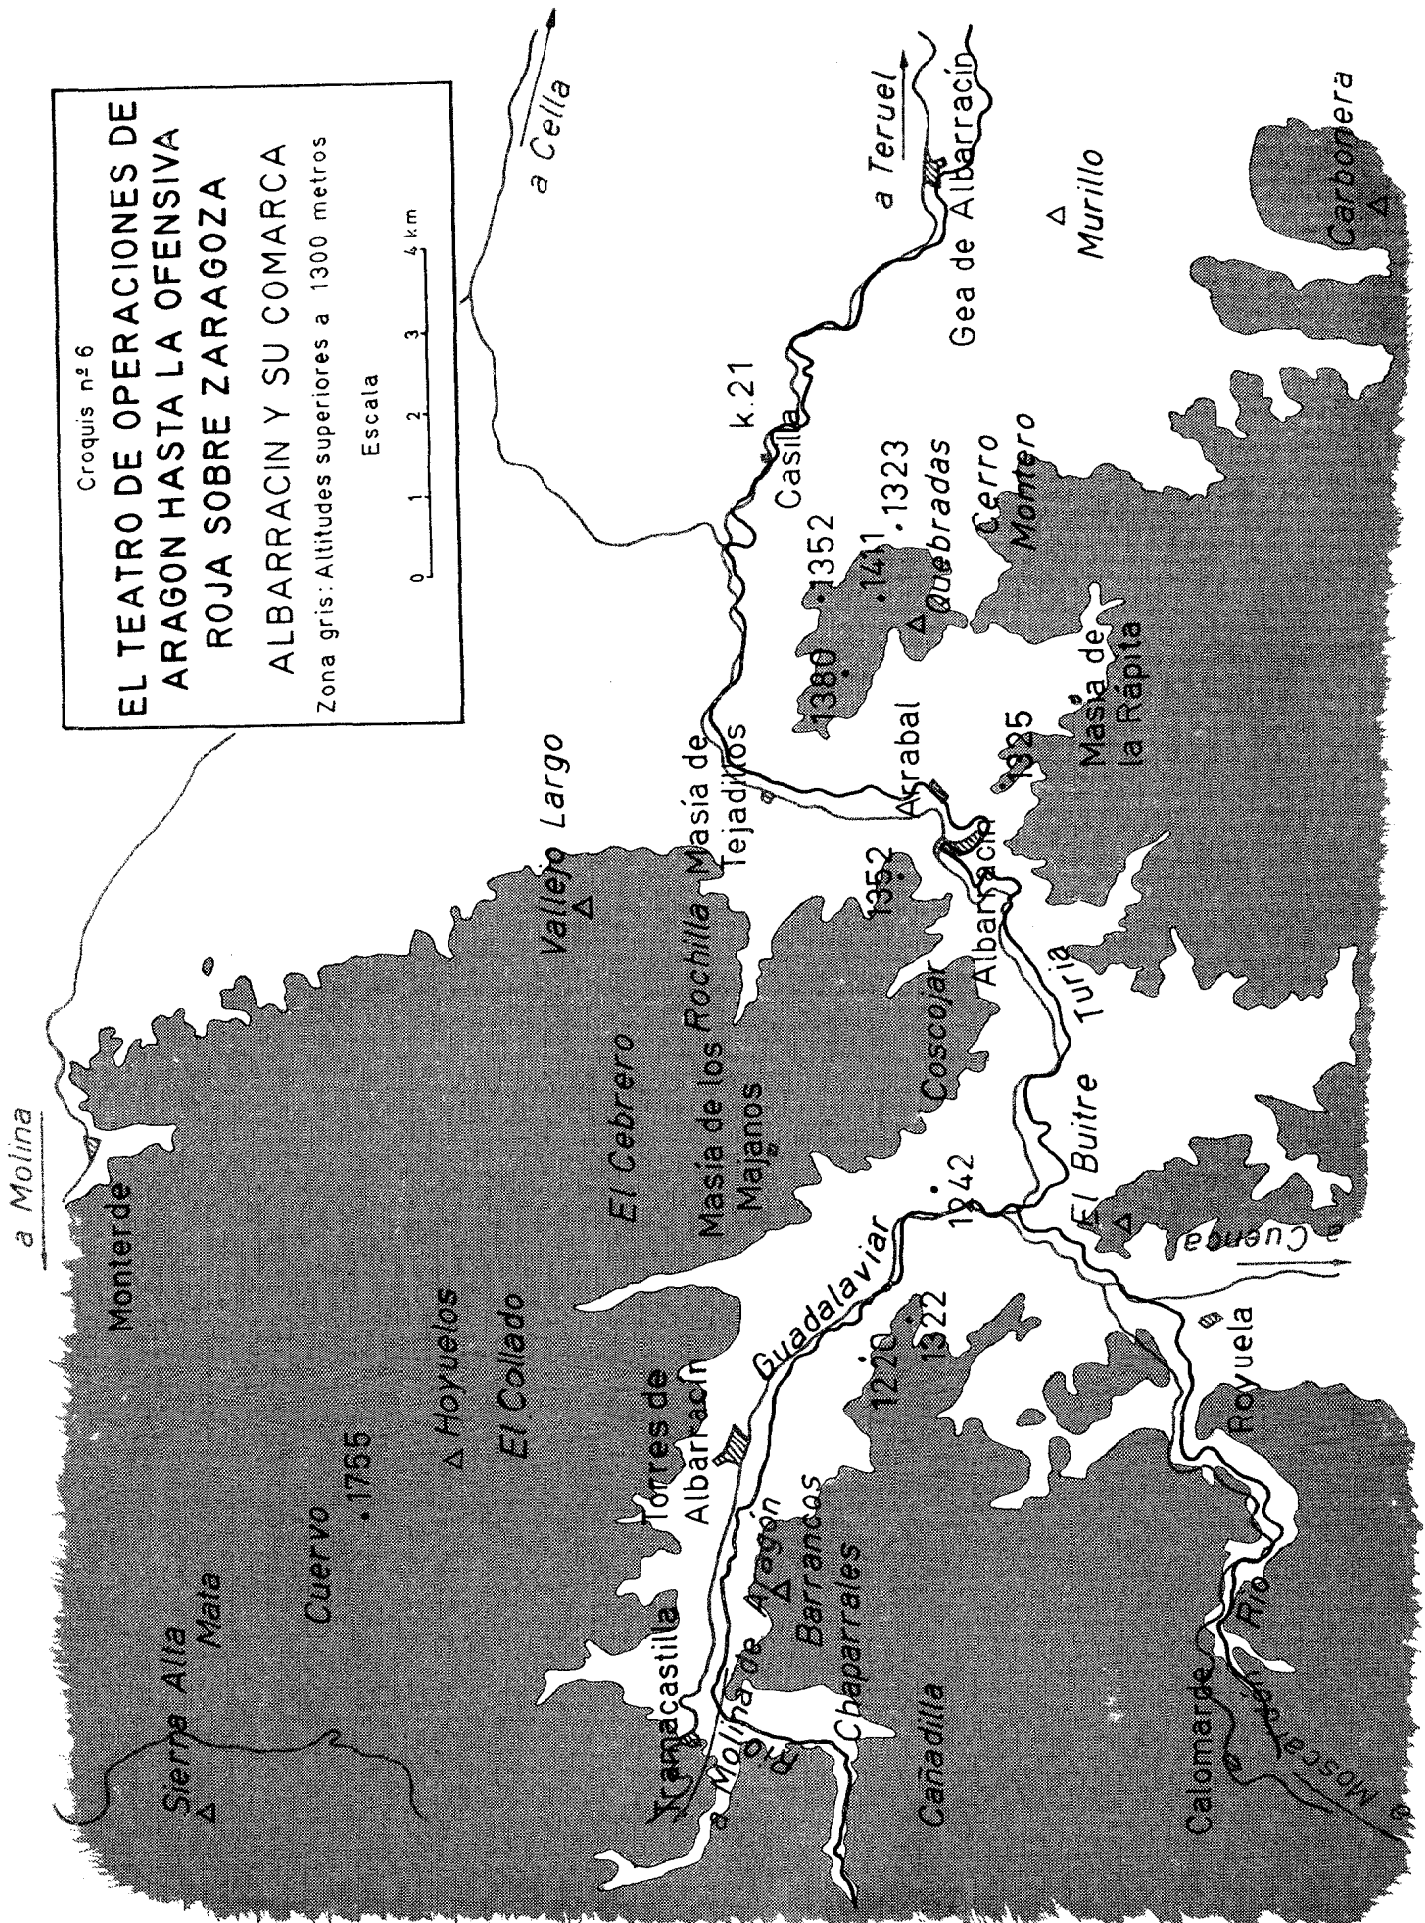 Croquis nº 6
EL TEATRO DE OPERACIONES DE
ARAGON HASTA LA OFENSIVA
ROJA SOBRE ZARAGOZA
ALBARRACIN Y SU COMARCA
Zona gris: Altitudes superiores a 1300 metros
Escala
0 1 2 3 4 km
a Molina
a Cella
Monterde
Sierra Alta
Mata
Cuervo
1765
Hoyuelos
El Collado
Vallejo Largo
El Cebrero
Masía de los
Majanos
Rochilla
Masía de
Tejadillos
k.21
Casilla
a Teruel
Gea de Albarracín
Murillo
Carbonera
Torres de
Albarracín
Tramacastilla
a Molina de Aragón
Río
Guadalaviar
Barrancos
Chaparrales
Cañadilla
1220
1322
1242
Coscojar
1352
Albarracín
Arrabal
1380
1352
1411
1323
Quebradas
Cerro
Montero
1325
Masía de
la Rápita
Turia
El Buitre
a Cuenca
Royuela
Calomarde
Río